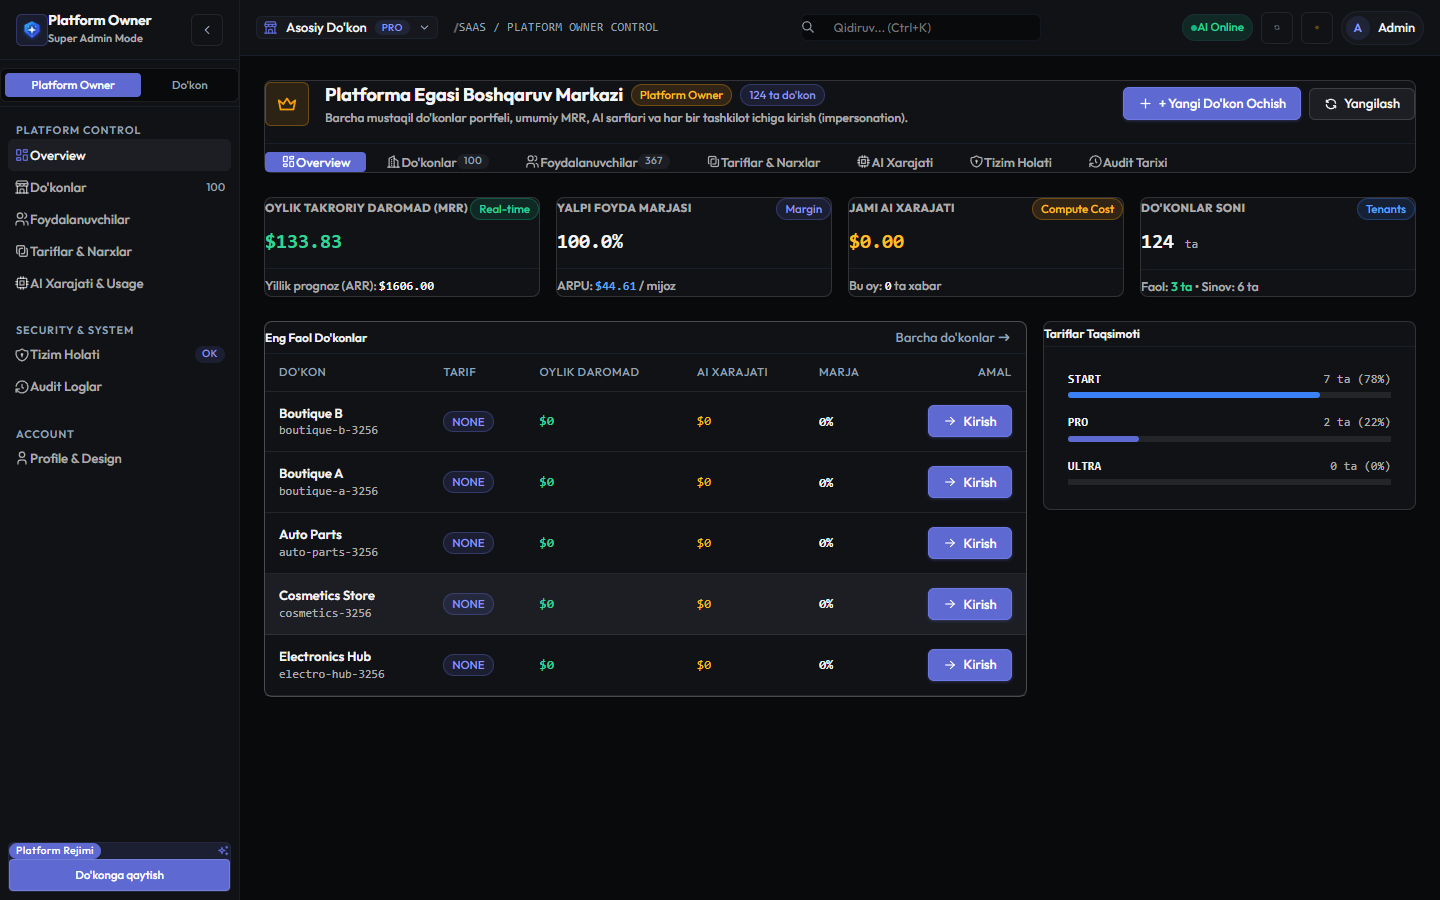 Platform Owner
Super Admin Mode
Asosiy Do'kon PRO
/SAAS / PLATFORM OWNER CONTROL
Qidiruv... (Ctrl+K)
AI Online
A Admin
Platform Owner Do'kon
PLATFORM CONTROL
Overview
Do'konlar 100
Foydalanuvchilar
Tariflar & Narxlar
AI Xarajati & Usage
SECURITY & SYSTEM
Tizim Holati OK
Audit Loglar
ACCOUNT
Profile & Design
Platform Rejimi
Do'konga qaytish
Platforma Egasi Boshqaruv Markazi Platform Owner 124 ta do'kon
Barcha mustaqil do'konlar portfeli, umumiy MRR, AI sarflari va har bir tashkilot ichiga kirish (impersonation).
+ Yangi Do'kon Ochish
Yangilash
Overview Do'konlar 100 Foydalanuvchilar 367 Tariflar & Narxlar AI Xarajati Tizim Holati Audit Tarixi
OYLIK TAKRORIY DAROMAD (MRR) Real-time
$133.83
Yillik prognoz (ARR): $1606.00
YALPI FOYDA MARJASI Margin
100.0%
ARPU: $44.61 / mijoz
JAMI AI XARAJATI Compute Cost
$0.00
Bu oy: 0 ta xabar
DO'KONLAR SONI Tenants
124 ta
Faol: 3 ta • Sinov: 6 ta
Eng Faol Do'konlar Barcha do'konlar →
DO'KON TARIF OYLIK DAROMAD AI XARAJATI MARJA AMAL
Boutique B
boutique-b-3256
NONE $0 $0 0% → Kirish
Boutique A
boutique-a-3256
NONE $0 $0 0% → Kirish
Auto Parts
auto-parts-3256
NONE $0 $0 0% → Kirish
Cosmetics Store
cosmetics-3256
NONE $0 $0 0% → Kirish
Electronics Hub
electro-hub-3256
NONE $0 $0 0% → Kirish
Tariflar Taqsimoti
START 7 ta (78%)
PRO 2 ta (22%)
ULTRA 0 ta (0%)